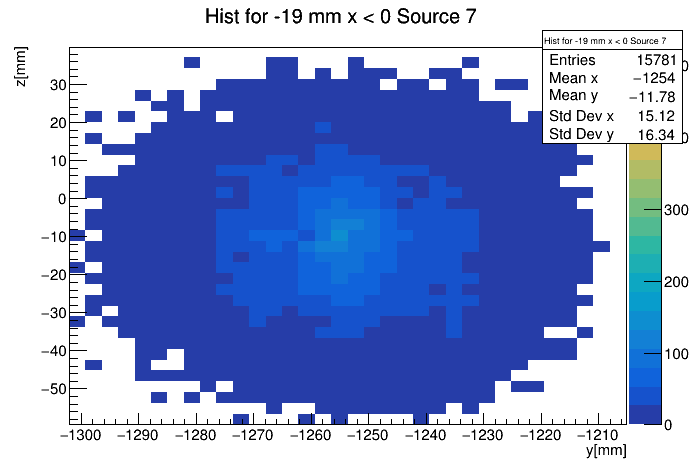 Hist for -19 mm x < 0 Source 7
z[mm]
Hist for -19 mm x < 0 Source 7
Entries 15781
Mean x −1254
Mean y −11.78
Std Dev x 15.12
Std Dev y 16.34
30
20
10
0
−10
−20
−30
−40
−50
0
0
300
200
100
0
−1300 −1290 −1280 −1270 −1260 −1250 −1240 −1230 −1220 −1210
y[mm]